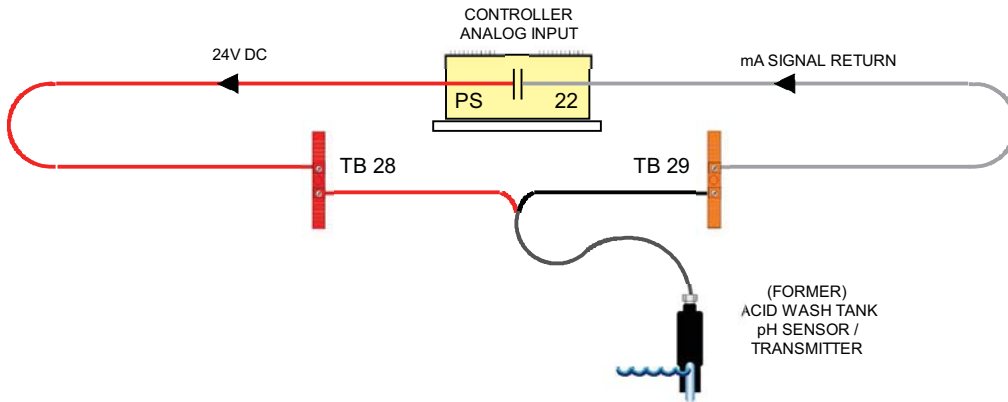 CONTROLLER
ANALOG INPUT
24V DC
mA SIGNAL RETURN
PS
22
TB 28
TB 29
(FORMER)
ACID WASH TANK
pH SENSOR /
TRANSMITTER